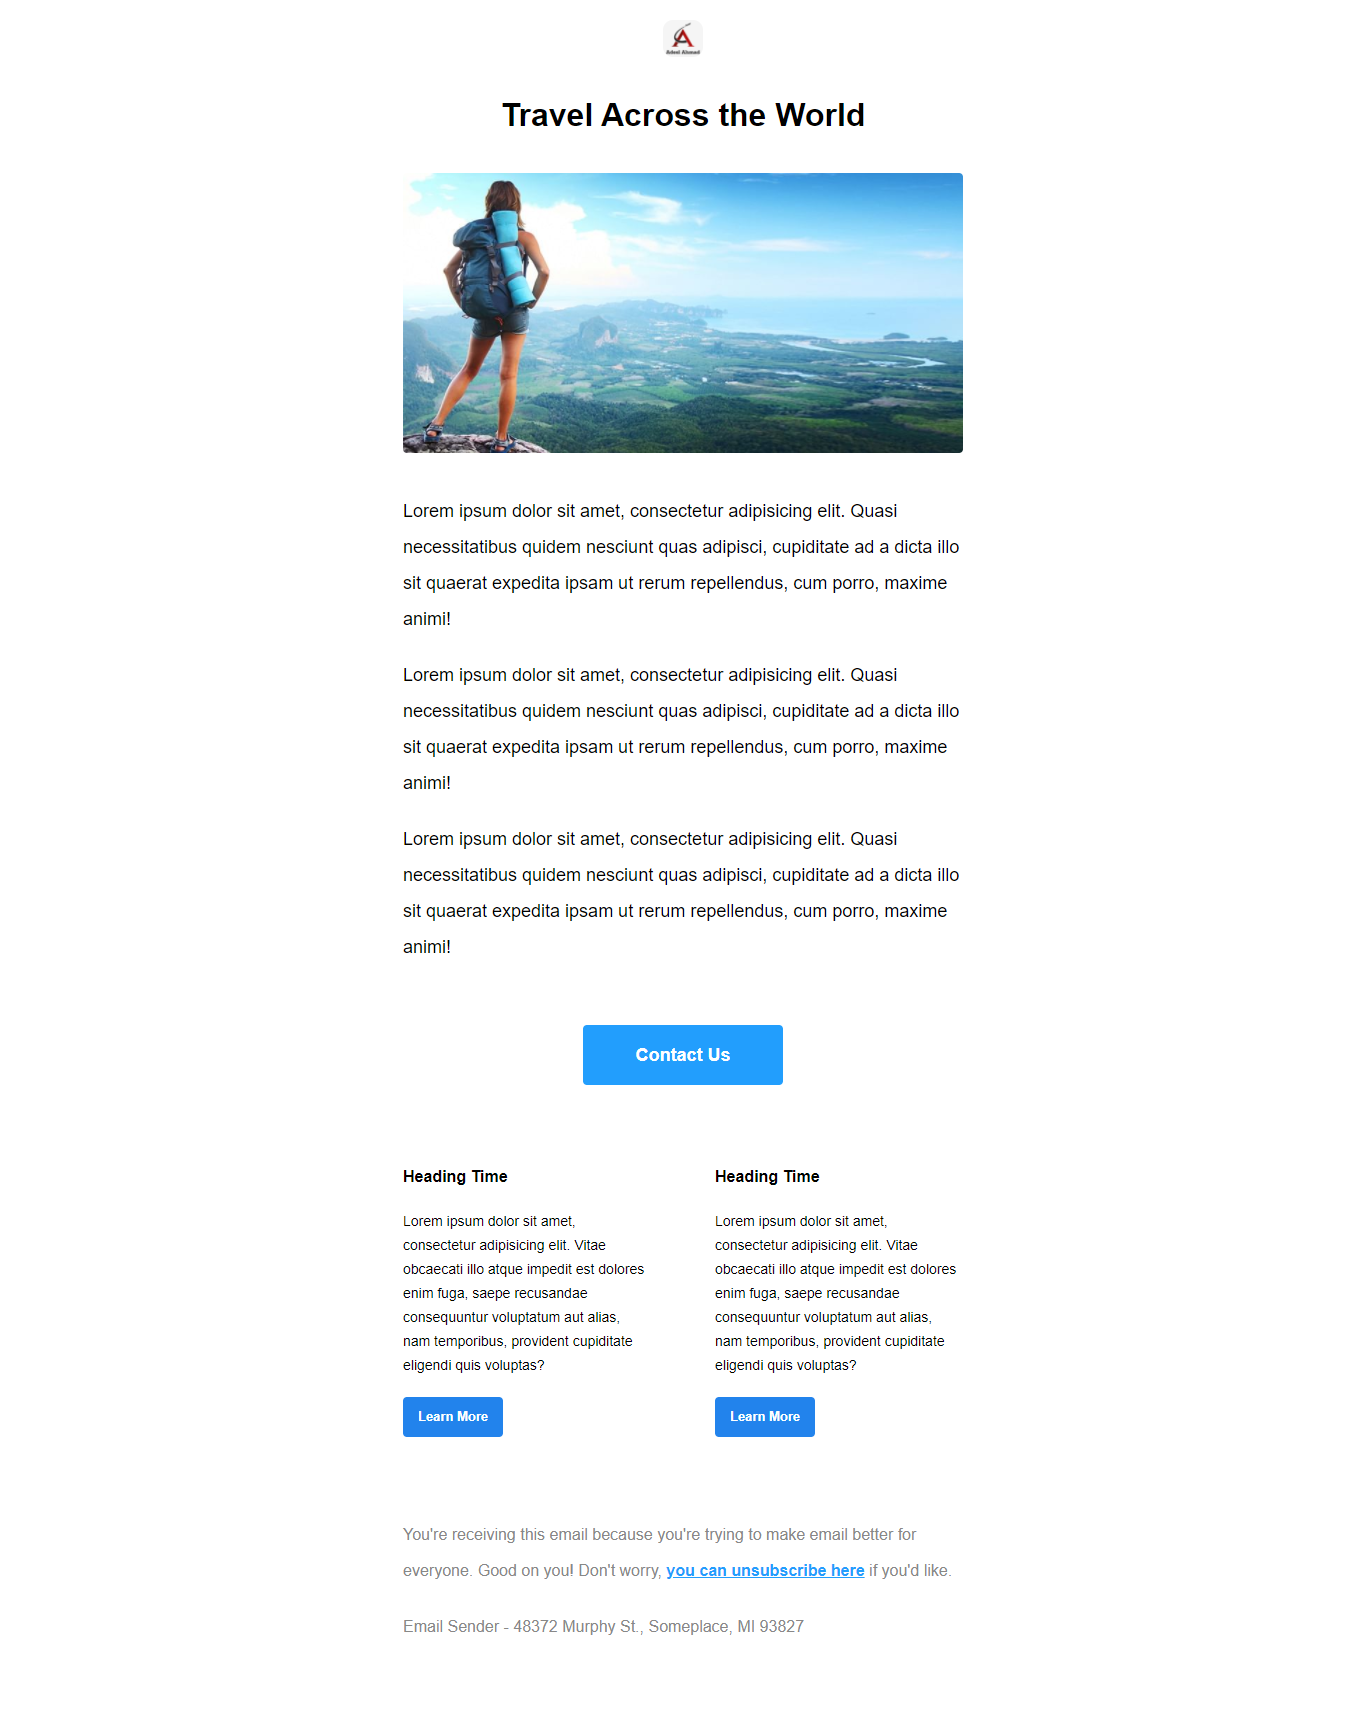 Adeel Ahmad
Travel Across the World
Lorem ipsum dolor sit amet, consectetur adipisicing elit. Quasi
necessitatibus quidem nesciunt quas adipisci, cupiditate ad a dicta illo
sit quaerat expedita ipsam ut rerum repellendus, cum porro, maxime
animi!
Lorem ipsum dolor sit amet, consectetur adipisicing elit. Quasi
necessitatibus quidem nesciunt quas adipisci, cupiditate ad a dicta illo
sit quaerat expedita ipsam ut rerum repellendus, cum porro, maxime
animi!
Lorem ipsum dolor sit amet, consectetur adipisicing elit. Quasi
necessitatibus quidem nesciunt quas adipisci, cupiditate ad a dicta illo
sit quaerat expedita ipsam ut rerum repellendus, cum porro, maxime
animi!
Contact Us
Heading Time
Lorem ipsum dolor sit amet,
consectetur adipisicing elit. Vitae
obcaecati illo atque impedit est dolores
enim fuga, saepe recusandae
consequuntur voluptatum aut alias,
nam temporibus, provident cupiditate
eligendi quis voluptas?
Learn More
Heading Time
Lorem ipsum dolor sit amet,
consectetur adipisicing elit. Vitae
obcaecati illo atque impedit est dolores
enim fuga, saepe recusandae
consequuntur voluptatum aut alias,
nam temporibus, provident cupiditate
eligendi quis voluptas?
Learn More
You're receiving this email because you're trying to make email better for
everyone. Good on you! Don't worry, you can unsubscribe here if you'd like.
Email Sender - 48372 Murphy St., Someplace, MI 93827